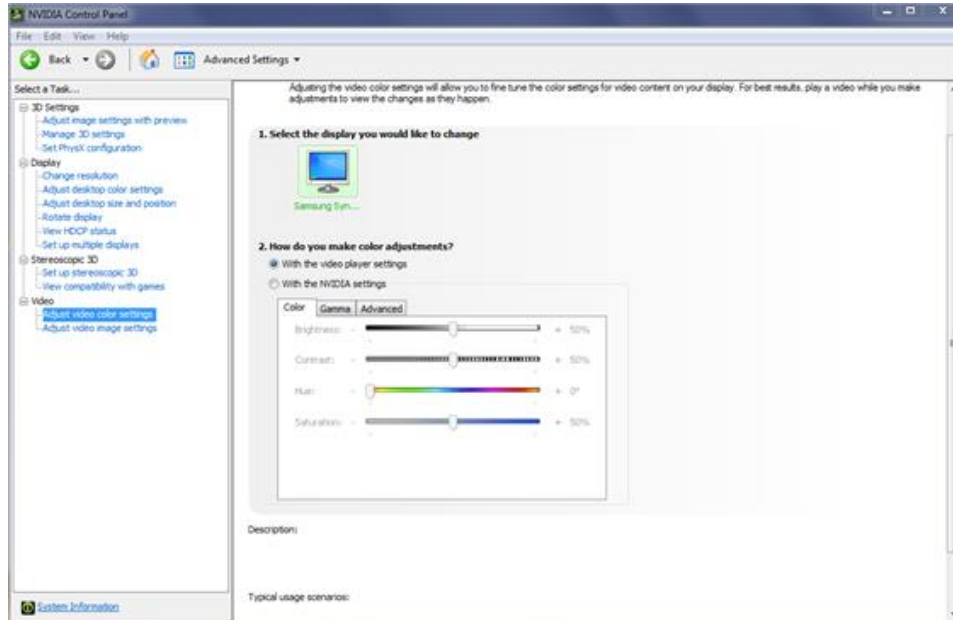 NVIDIA Control Panel
File Edit View Help
Back
Advanced Settings
Select a Task...
3D Settings
Adjust image settings with preview
Manage 3D settings
Set PhysX configuration
Display
Change resolution
Adjust desktop color settings
Adjust desktop size and position
Rotate display
View HDCP status
Set up multiple displays
Stereoscopic 3D
Set up stereoscopic 3D
View compatibility with games
Video
Adjust video color settings
Adjust video image settings
System Information
Adjusting the video color settings will allow you to fine tune the color settings for video content on your display. For best results, play a video while you make
adjustments to view the changes as they happen.
1. Select the display you would like to change
Samsung Syn...
2. How do you make color adjustments?
With the video player settings
With the NVIDIA settings
Color Gamma Advanced
Brightness: - + 50%
Contrast: - + 50%
Hue: - + 0°
Saturation: - + 50%
Description:
Typical usage scenarios: